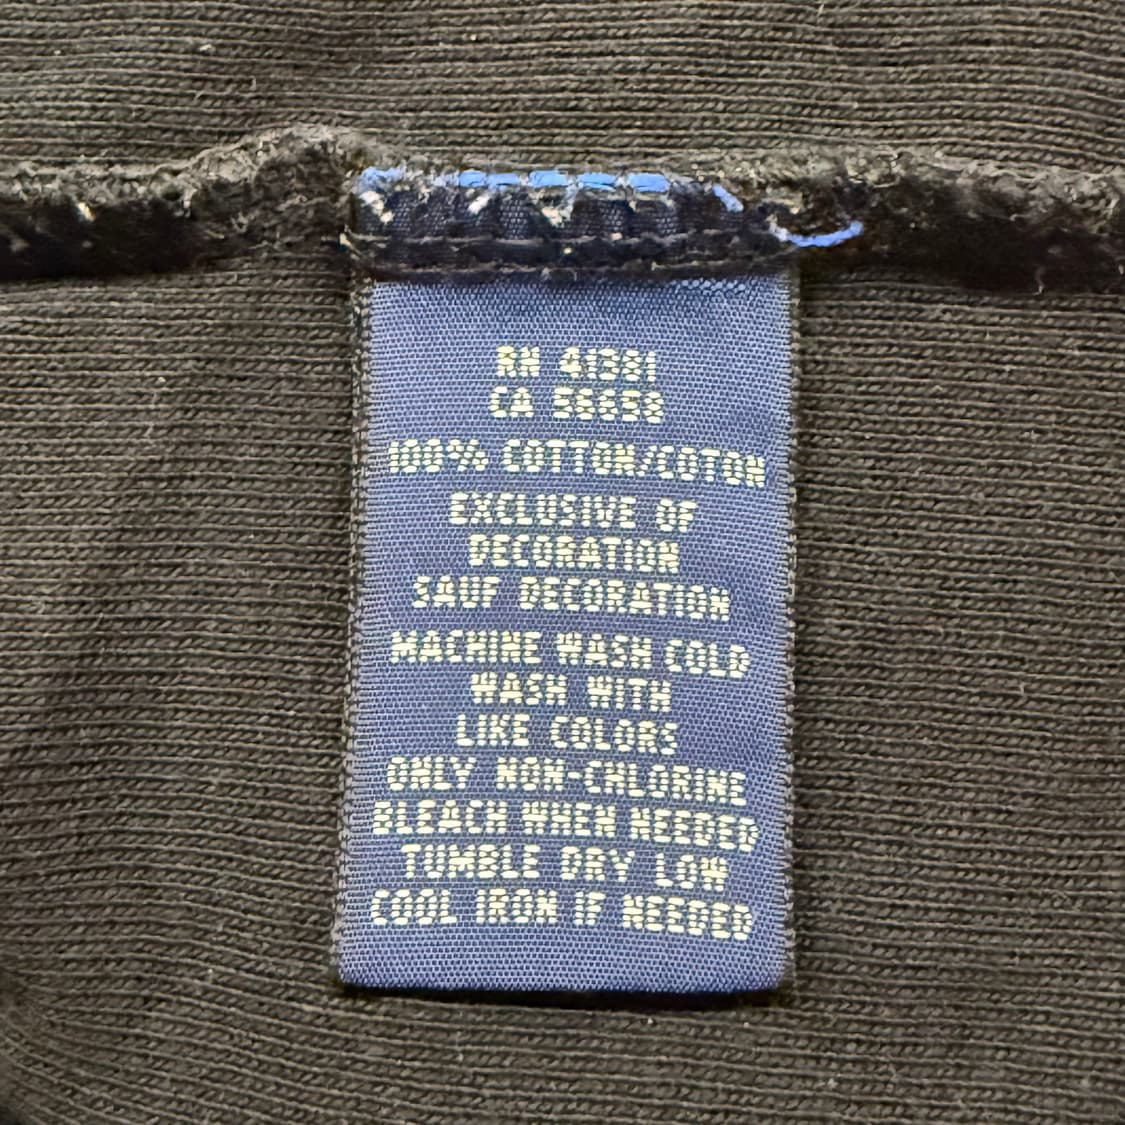 RN 41381
CA 56658
100% COTTON/COTON
EXCLUSIVE OF
DECORATION
SAUF DECORATION
MACHINE WASH COLD
WASH WITH
LIKE COLORS
ONLY NON-CHLORINE
BLEACH WHEN NEEDED
TUMBLE DRY LOW
COOL IRON IF NEEDED